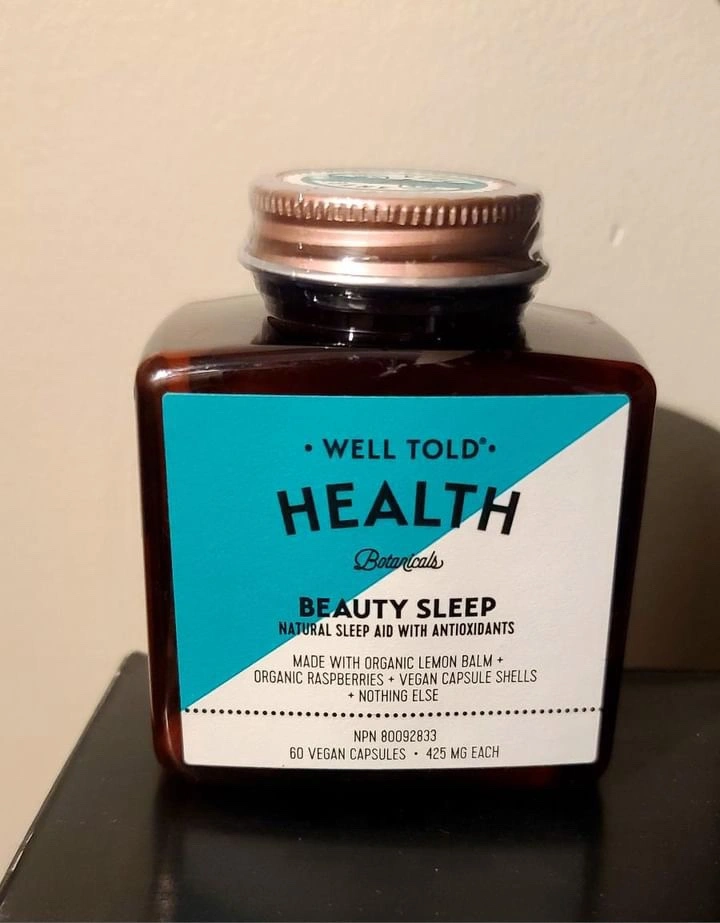 • WELL TOLD® •
HEALTH
Botanicals
BEAUTY SLEEP
NATURAL SLEEP AID WITH ANTIOXIDANTS
MADE WITH ORGANIC LEMON BALM +
ORGANIC RASPBERRIES + VEGAN CAPSULE SHELLS
+ NOTHING ELSE
NPN 80092833
60 VEGAN CAPSULES • 425 MG EACH